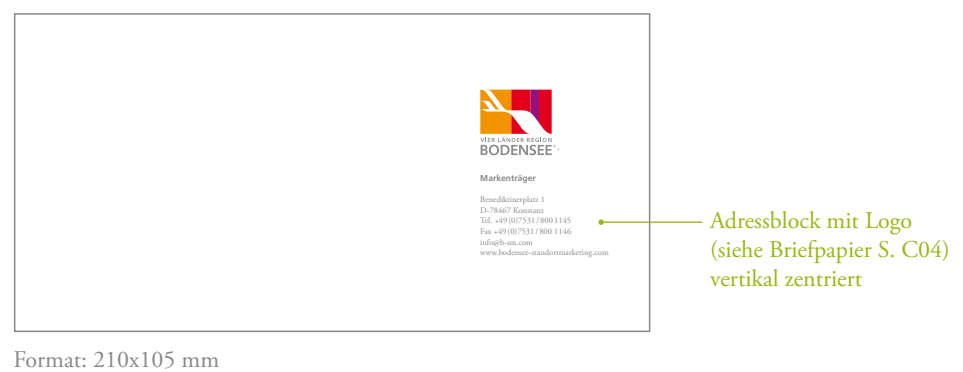 VIER LÄNDER REGION
BODENSEE
Markenträger
Benediktinerplatz 1
D-78467 Konstanz
Tel. +49 (0)7531 / 800 1145
Fax +49 (0)7531 / 800 1146
info@b-sm.com
www.bodensee-standortmarketing.com
Adressblock mit Logo
(siehe Briefpapier S. C04)
vertikal zentriert
Format: 210x105 mm